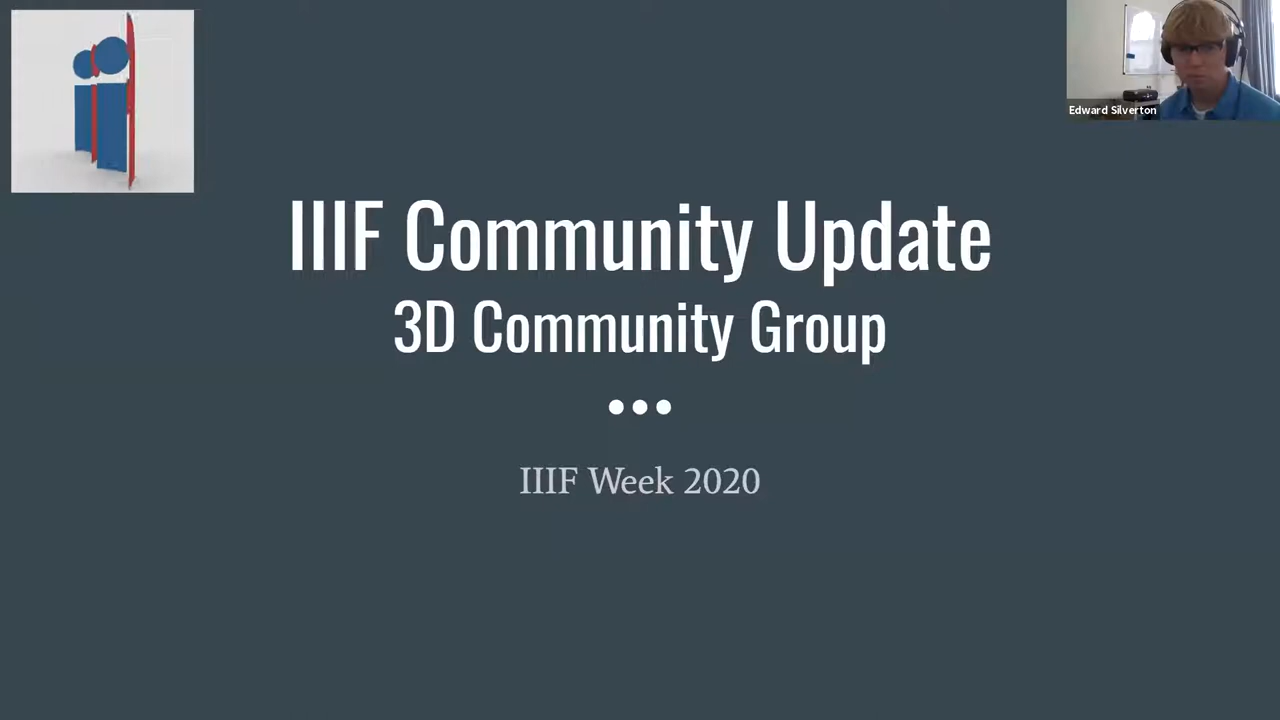 Edward Silverton
IIIF Community Update
3D Community Group
IIIF Week 2020